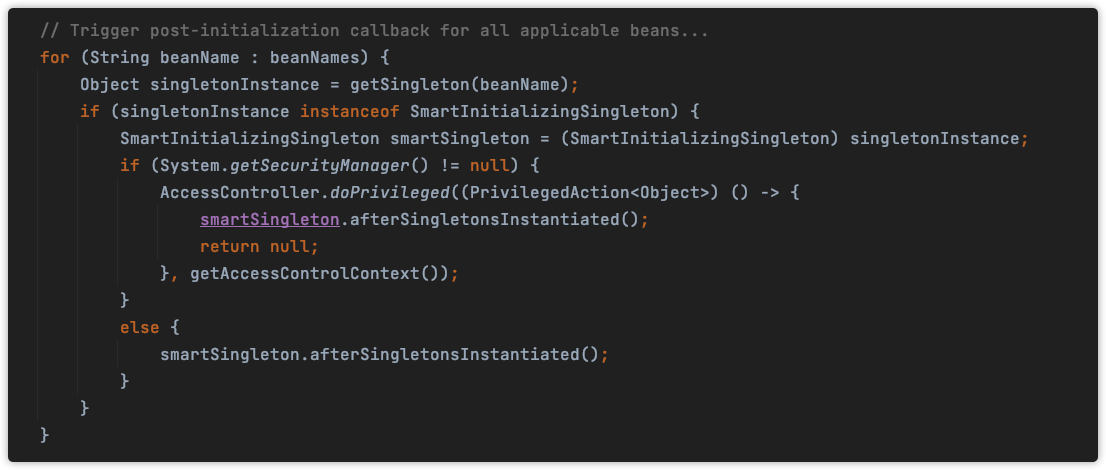 // Trigger post-initialization callback for all applicable beans...
for (String beanName : beanNames) {
    Object singletonInstance = getSingleton(beanName);
    if (singletonInstance instanceof SmartInitializingSingleton) {
        SmartInitializingSingleton smartSingleton = (SmartInitializingSingleton) singletonInstance;
        if (System.getSecurityManager() != null) {
            AccessController.doPrivileged((PrivilegedAction<Object>) () -> {
                smartSingleton.afterSingletonsInstantiated();
                return null;
            }, getAccessControlContext());
        }
        else {
            smartSingleton.afterSingletonsInstantiated();
        }
    }
}